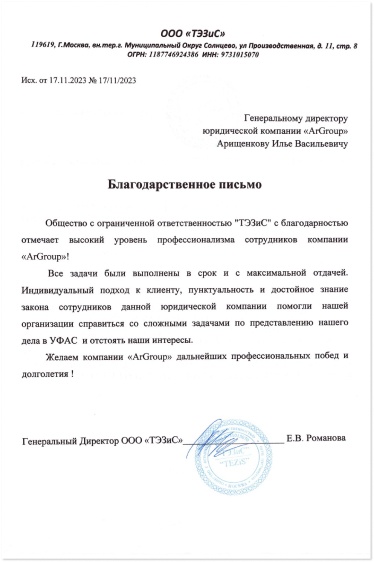 ООО «ТЭЗиС»
119619, Г.Москва, вн.тер.г. Муниципальный Округ Солнцево, ул Производственная, д. 11, стр. 8
ОГРН: 1187746924386 ИНН: 9731015070
Исх. от 17.11.2023 № 17/11/2023
Генеральному директору
юридической компании «ArGroup»
Арищенкову Илье Васильевичу
Благодарственное письмо
Общество с ограниченной ответственностью "ТЭЗиС" с благодарностью
отмечает высокий уровень профессионализма сотрудников компании
«ArGroup»!
Все задачи были выполнены в срок и с максимальной отдачей.
Индивидуальный подход к клиенту, пунктуальность и достойное знание
закона сотрудников данной юридической компании помогли нашей
организации справиться со сложными задачами по представлению нашего
дела в УФАС и отстоять наши интересы.
Желаем компании «ArGroup» дальнейших профессиональных побед и
долголетия !
Генеральный Директор ООО «ТЭЗиС» Е.В. Романова